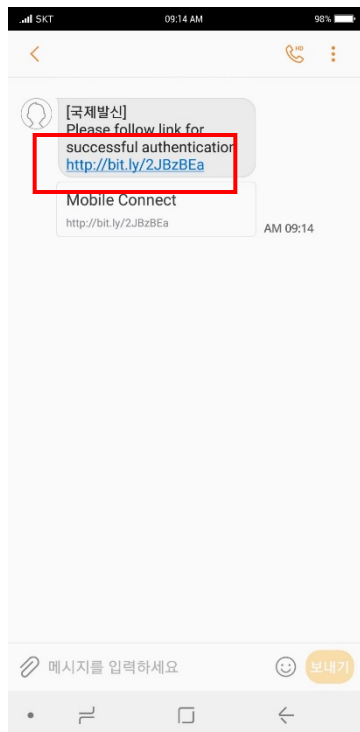 SKT 09:14 AM 98%
HD
[국제발신]
Please follow link for
successful authentication
http://bit.ly/2JBzBEa
Mobile Connect
http://bit.ly/2JBzBEa
AM 09:14
메시지를 입력하세요 보내기